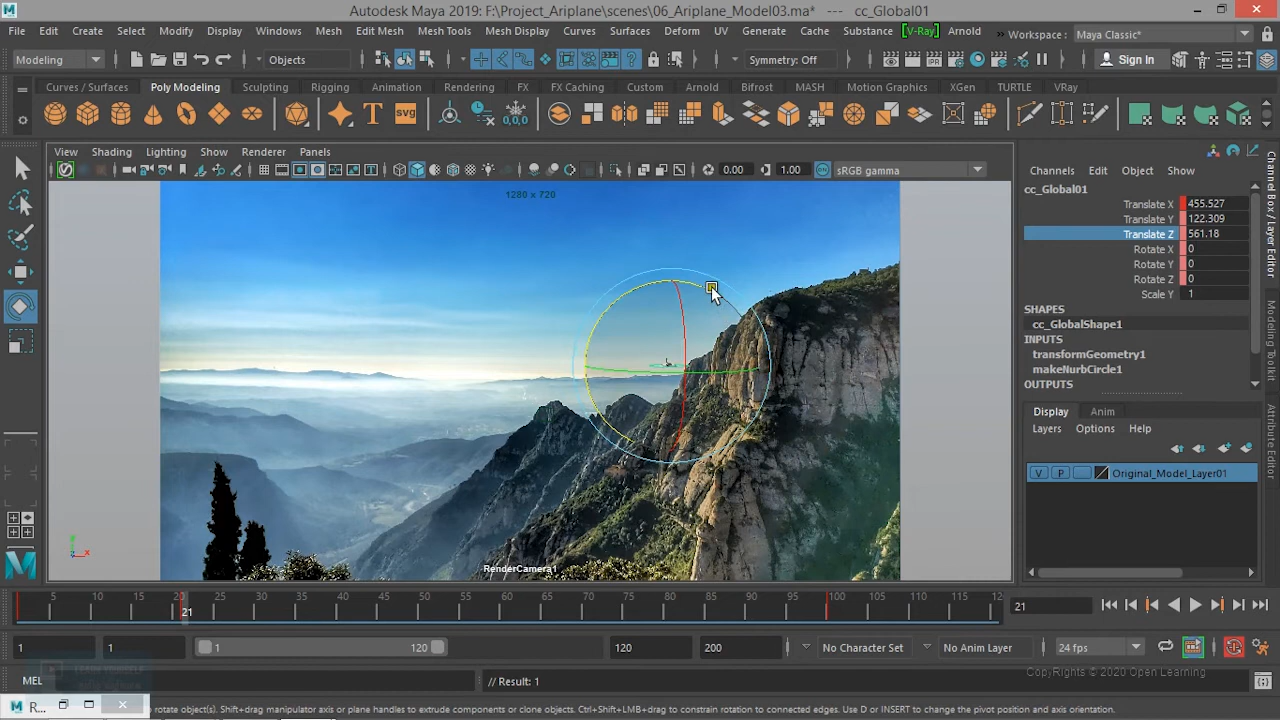 Autodesk Maya 2019: F:\Project_Ariplane\scenes\06_Ariplane_Model03.ma* --- cc_Global01
File Edit Create Select Modify Display Windows Mesh Edit Mesh Mesh Tools Mesh Display Curves Surfaces Deform UV Generate Cache Substance [V-Ray] Arnold » Workspace : Maya Classic*
Modeling Objects Symmetry: Off Sign In
Curves / Surfaces Poly Modeling Sculpting Rigging Animation Rendering FX FX Caching Custom Arnold Bifrost MASH Motion Graphics XGen TURTLE VRay
T svg 0,0,0
View Shading Lighting Show Renderer Panels
0.00 1.00 sRGB gamma
1280 x 720
RenderCamera1
Channels Edit Object Show
cc_Global01
Translate X 455.527
Translate Y 122.309
Translate Z 561.18
Rotate X 0
Rotate Y 0
Rotate Z 0
Scale Y 1
SHAPES
cc_GlobalShape1
INPUTS
transformGeometry1
makeNurbCircle1
OUTPUTS
Display Anim
Layers Options Help
V P Original_Model_Layer01
Channel Box / Layer Editor
Modeling Toolkit
Attribute Editor
5 10 15 20 25 30 35 40 45 50 55 60 65 70 75 80 85 90 95 100 105 110 115 12
21
21
1 1 1 120 120 200 No Character Set No Anim Layer 24 fps
CopyRights © 2020 Open Learning
MEL // Result: 1
R...
rotate object(s). Shift+drag manipulator axis or plane handles to extrude components or clone objects. Ctrl+Shift+LMB+drag to constrain rotation to connected edges. Use D or INSERT to change the pivot position and axis orientation.